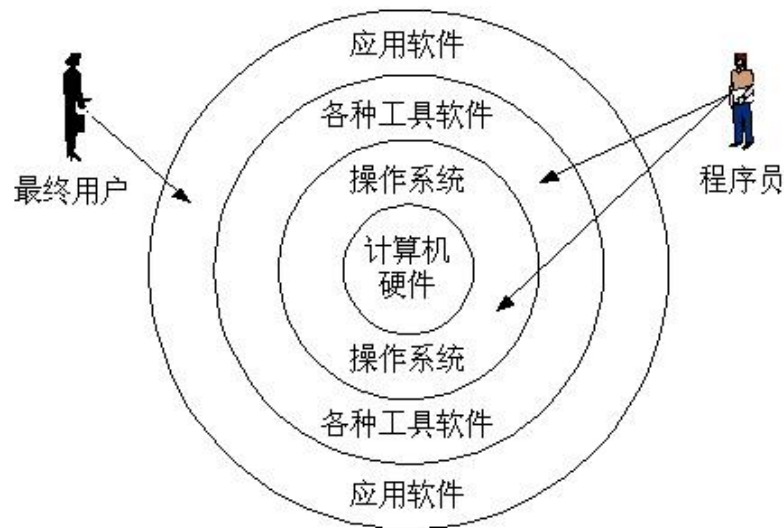 应用软件
各种工具软件
最终用户
操作系统
程序员
计算机
硬件
操作系统
各种工具软件
应用软件